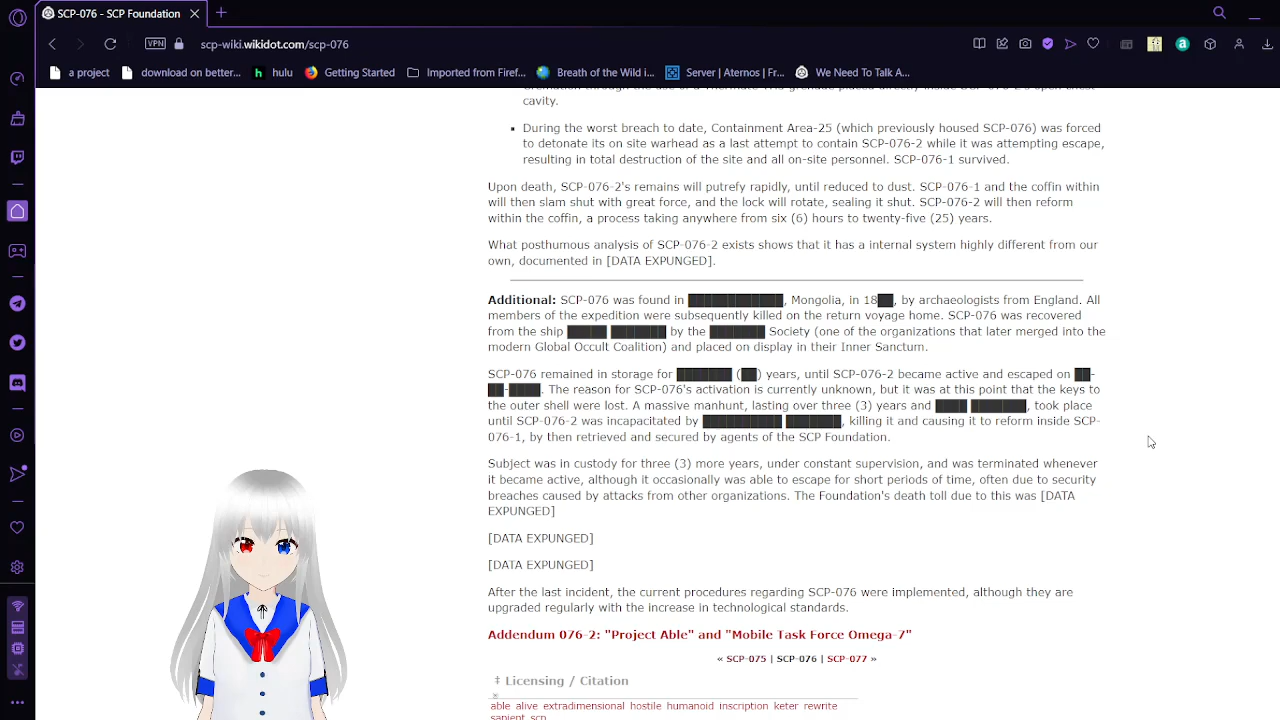 SCP-076 - SCP Foundation
VPN
scp-wiki.wikidot.com/scp-076
a project
download on better...
hulu
Getting Started
Imported from Firef...
Breath of the Wild i...
Server | Aternos | Fr...
We Need To Talk A...
cavity.
During the worst breach to date, Containment Area-25 (which previously housed SCP-076) was forced
to detonate its on site warhead as a last attempt to contain SCP-076-2 while it was attempting escape,
resulting in total destruction of the site and all on-site personnel. SCP-076-1 survived.
Upon death, SCP-076-2's remains will putrefy rapidly, until reduced to dust. SCP-076-1 and the coffin within
will then slam shut with great force, and the lock will rotate, sealing it shut. SCP-076-2 will then reform
within the coffin, a process taking anywhere from six (6) hours to twenty-five (25) years.
What posthumous analysis of SCP-076-2 exists shows that it has a internal system highly different from our
own, documented in [DATA EXPUNGED].
Additional: SCP-076 was found in ████████████, Mongolia, in 18██, by archaeologists from England. All
members of the expedition were subsequently killed on the return voyage home. SCP-076 was recovered
from the ship █████ ███████ by the ███████ Society (one of the organizations that later merged into the
modern Global Occult Coalition) and placed on display in their Inner Sanctum.
SCP-076 remained in storage for ███████ (██) years, until SCP-076-2 became active and escaped on ██-
██-████. The reason for SCP-076's activation is currently unknown, but it was at this point that the keys to
the outer shell were lost. A massive manhunt, lasting over three (3) years and ████ ███████, took place
until SCP-076-2 was incapacitated by ██████████ ███████, killing it and causing it to reform inside SCP-
076-1, by then retrieved and secured by agents of the SCP Foundation.
Subject was in custody for three (3) more years, under constant supervision, and was terminated whenever
it became active, although it occasionally was able to escape for short periods of time, often due to security
breaches caused by attacks from other organizations. The Foundation's death toll due to this was [DATA
EXPUNGED]
[DATA EXPUNGED]
[DATA EXPUNGED]
After the last incident, the current procedures regarding SCP-076 were implemented, although they are
upgraded regularly with the increase in technological standards.
Addendum 076-2: "Project Able" and "Mobile Task Force Omega-7"
« SCP-075 | SCP-076 | SCP-077 »
‡ Licensing / Citation
able alive extradimensional hostile humanoid inscription keter rewrite
sapient scp